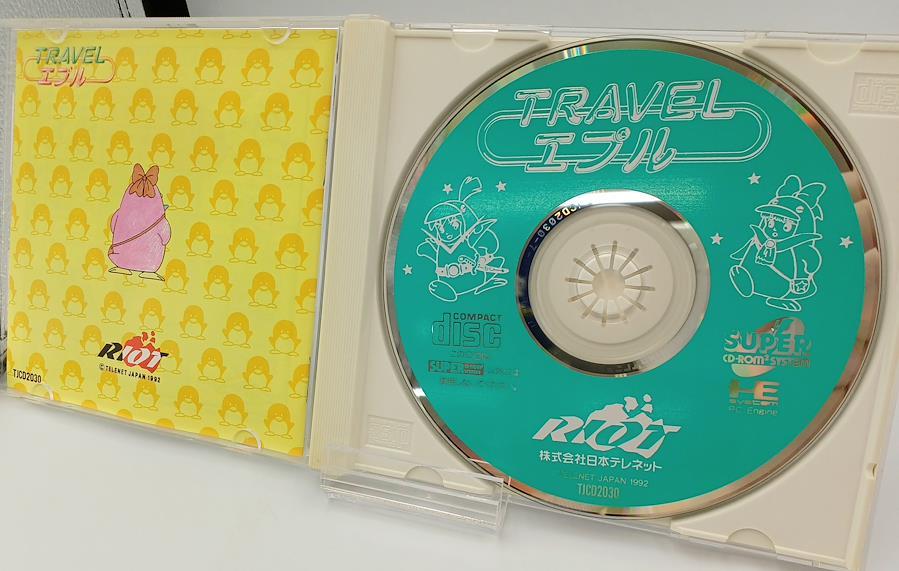 TRAVEL
エプル
RIOT
© TELENET JAPAN 1992
TJCD2030
TRAVEL
エプル
COMPACT
disc
SUPER
CD-ROM² SYSTEM
HE
system
PC Engine
RIOT
株式会社日本テレネット
TELENET JAPAN 1992
TJCD2030